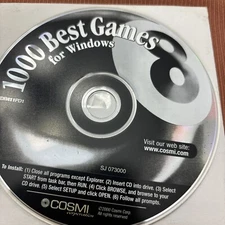 1000 Best Games
for Windows
8
Visit our web site:
www.cosmi.com
SJ 073000
To Install: (1) Close all programs except Explorer. (2) Insert CD into drive. (3) Select
START from task bar, then RUN. (4) Click BROWSE, and browse to your
CD drive. (5) Select SETUP and click OPEN. (6) Follow all prompts.
COSMI
All rights reserved